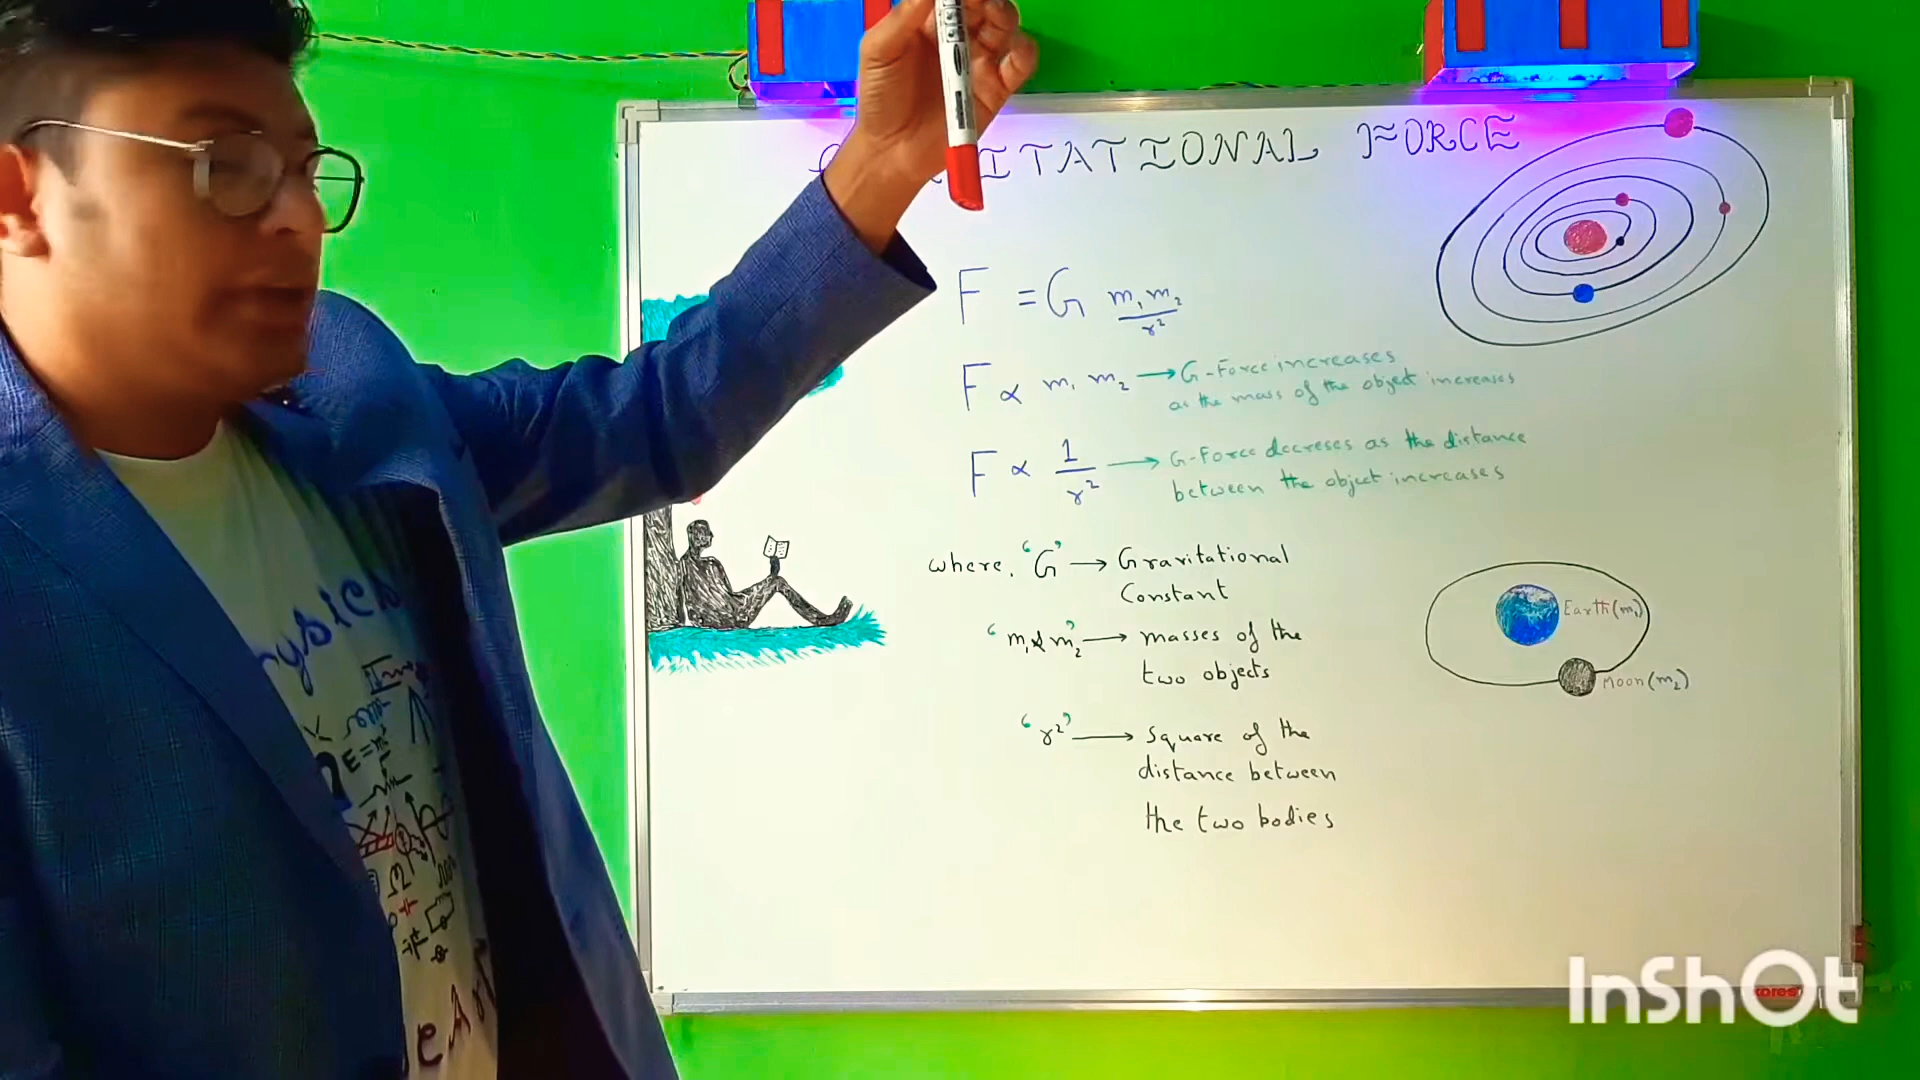 ITATIONAL FORCE
F = G m₁m₂/r²
F ∝ m₁ m₂ → G-Force increases
as the mass of the object increases
F ∝ 1/r² → G-Force decreses as the distance
between the object increases
where, 'G' → Gravitational
Constant
'm₁ & m₂' → masses of the
two objects
'r²' → Square of the
distance between
the two bodies
Earth(m₁)
Moon(m₂)
E=m
InShOt
kores